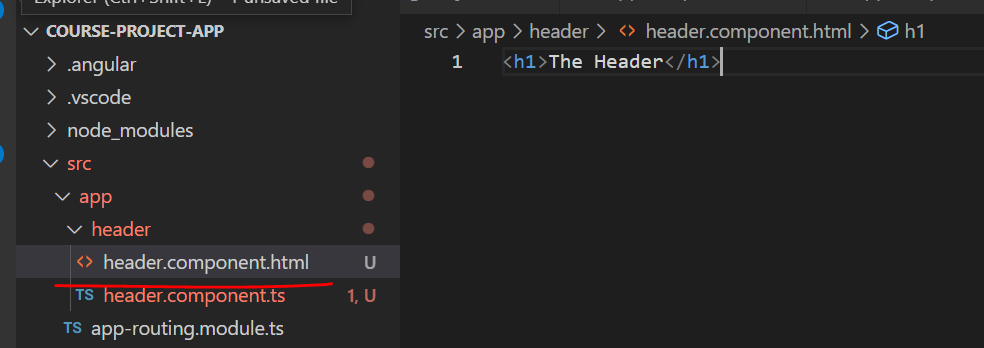 Explorer (Ctrl+Shift+E) - 1 unsaved file
COURSE-PROJECT-APP
.angular
.vscode
node_modules
src
app
header
header.component.html U
TS header.component.ts 1, U
TS app-routing.module.ts
src > app > header > <> header.component.html > h1
1 <h1>The Header</h1>